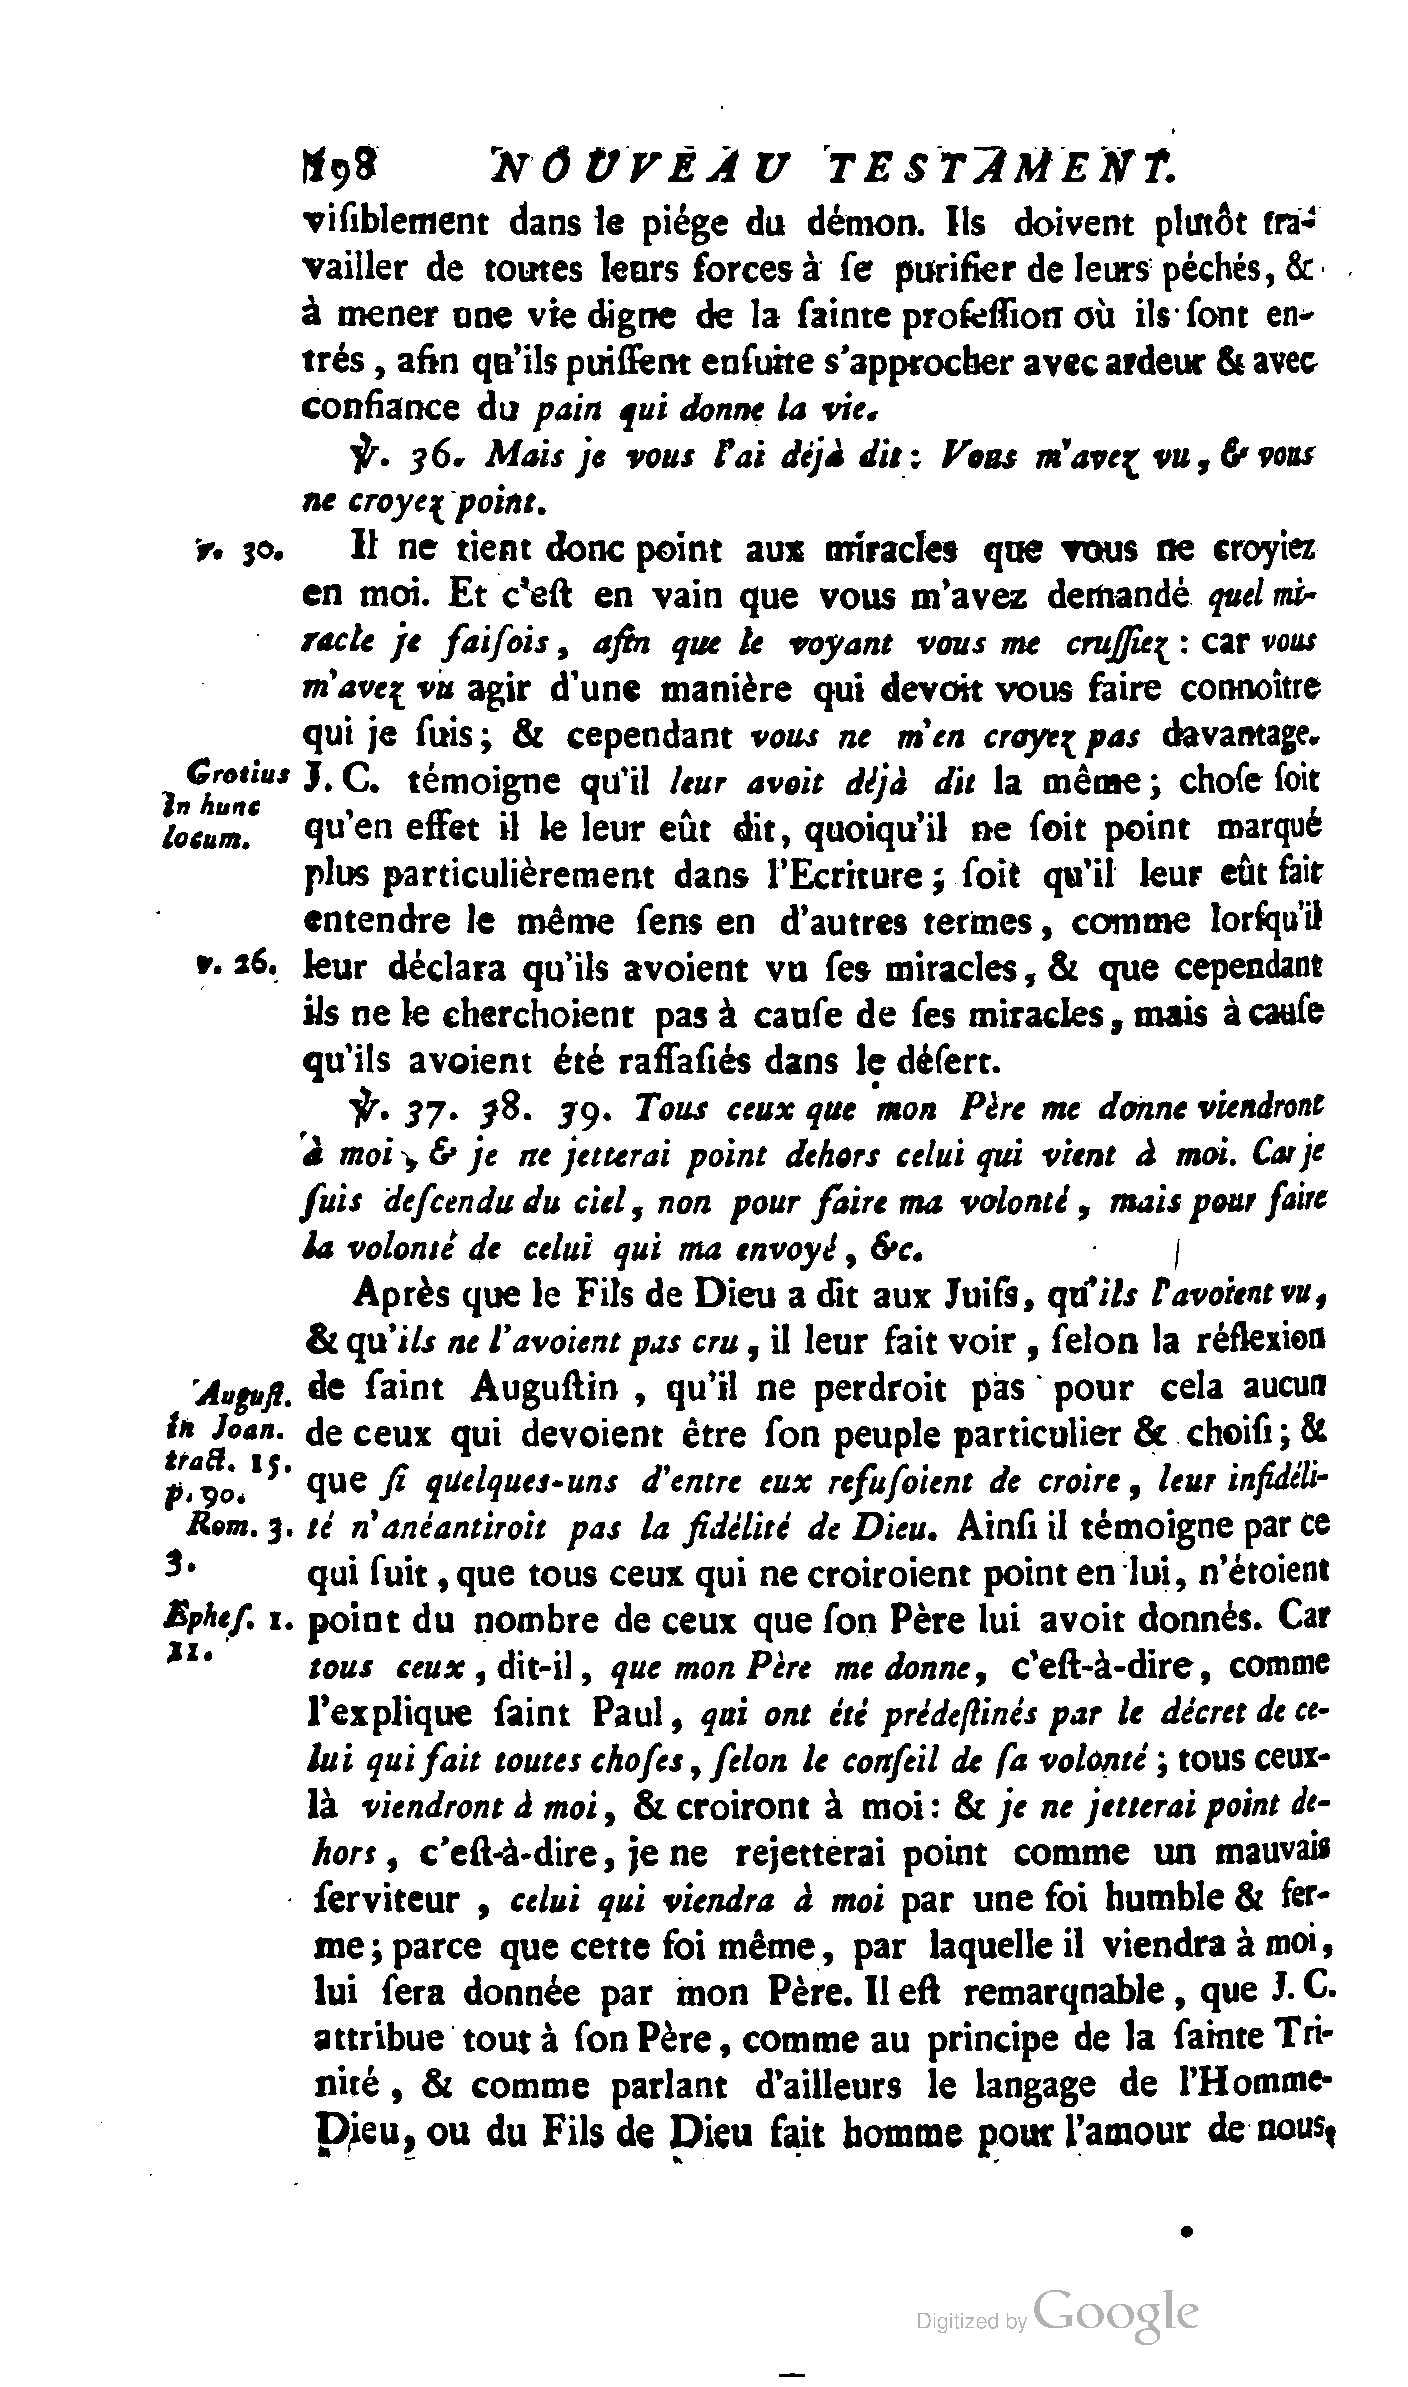 198 NOUVEAU TESTAMENT.
viſiblement dans le piége du démon. Ils doivent plutôt tra-
vailler de toutes leurs forces à ſe purifier de leurs péchés, &
à mener une vie digne de la ſainte profeſſion où ils ſont en-
trés, afin qu'ils puiſſent enſuite s'approcher avec ardeur & avec
confiance du pain qui donne la vie.
℣. 36. Mais je vous l'ai déjà dit: Vous m'avez vu, & vous
ne croyez point.
v. 30. Il ne tient donc point aux miracles que vous ne croyiez
en moi. Et c'eſt en vain que vous m'avez demandé quel mi-
racle je faiſois, afin que le voyant vous me cruſſiez : car vous
m'avez vu agir d'une manière qui devoit vous faire connoître
qui je ſuis; & cependant vous ne m'en croyez pas davantage.
Grotius J. C. témoigne qu'il leur avoit déjà dit la même; choſe ſoit
In hunc
locum. qu'en effet il le leur eût dit, quoiqu'il ne ſoit point marqué
plus particulièrement dans l'Ecriture; ſoit qu'il leur eût fait
entendre le même ſens en d'autres termes, comme lorſqu'il
v. 26. leur déclara qu'ils avoient vu ſes miracles, & que cependant
ils ne le cherchoient pas à cauſe de ſes miracles, mais à cauſe
qu'ils avoient été raſſaſiés dans le déſert.
℣. 37. 38. 39. Tous ceux que mon Père me donne viendront
à moi, & je ne jetterai point dehors celui qui vient à moi. Car je
ſuis deſcendu du ciel, non pour faire ma volonté, mais pour faire
la volonté de celui qui ma envoyé, &c.
Après que le Fils de Dieu a dit aux Juifs, qu'ils l'avoient vu,
& qu'ils ne l'avoient pas cru, il leur fait voir, ſelon la réflexion
Auguſt. de ſaint Auguſtin, qu'il ne perdroit pas pour cela aucun
in Joan. de ceux qui devoient être ſon peuple particulier & choiſi; &
tract. 15.
p. 90. que ſi quelques-uns d'entre eux refuſoient de croire, leur infidéli-
Rom. 3. té n'anéantiroit pas la fidélité de Dieu. Ainſi il témoigne par ce
3. qui ſuit, que tous ceux qui ne croiroient point en lui, n'étoient
Epheſ. 1. point du nombre de ceux que ſon Père lui avoit donnés. Car
11. tous ceux, dit-il, que mon Père me donne, c'eſt-à-dire, comme
l'explique ſaint Paul, qui ont été prédeſtinés par le décret de ce-
lui qui fait toutes choſes, ſelon le conſeil de ſa volonté; tous ceux-
là viendront à moi, & croiront à moi: & je ne jetterai point de-
hors, c'eſt-à-dire, je ne rejetterai point comme un mauvais
ſerviteur, celui qui viendra à moi par une foi humble & fer-
me; parce que cette foi même, par laquelle il viendra à moi,
lui ſera donnée par mon Père. Il eſt remarqnable, que J. C.
attribue tout à ſon Père, comme au principe de la ſainte Tri-
nité, & comme parlant d'ailleurs le langage de l'Homme-
Dieu, ou du Fils de Dieu fait homme pour l'amour de nous,
Digitized by Google